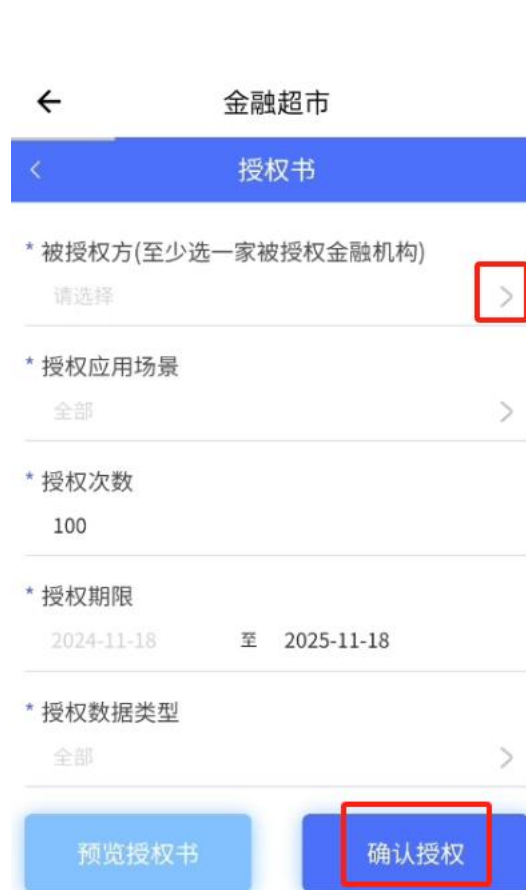 金融超市
授权书
* 被授权方(至少选一家被授权金融机构)
请选择
* 授权应用场景
全部
* 授权次数
100
* 授权期限
2024-11-18 至 2025-11-18
* 授权数据类型
全部
预览授权书 确认授权